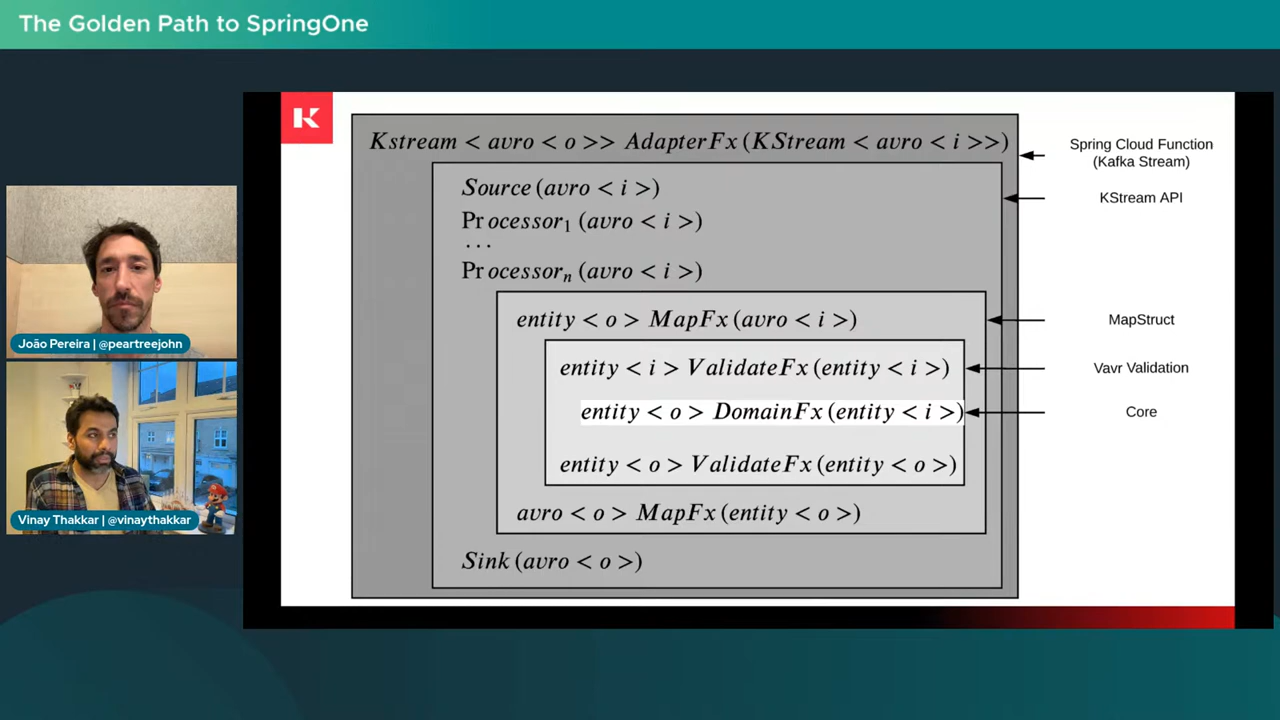 The Golden Path to SpringOne
K
Kstream < avro < o >> AdapterFx (KStream < avro < i >>)
Spring Cloud Function
(Kafka Stream)
Source (avro < i >)
KStream API
Processor₁ (avro < i >)
...
Processorₙ (avro < i >)
entity < o > MapFx (avro < i >)
MapStruct
entity < i > ValidateFx (entity < i >)
Vavr Validation
entity < o > DomainFx (entity < i >)
Core
entity < o > ValidateFx (entity < o >)
avro < o > MapFx (entity < o >)
Sink (avro < o >)
João Pereira | @peartreejohn
Vinay Thakkar | @vinaythakkar